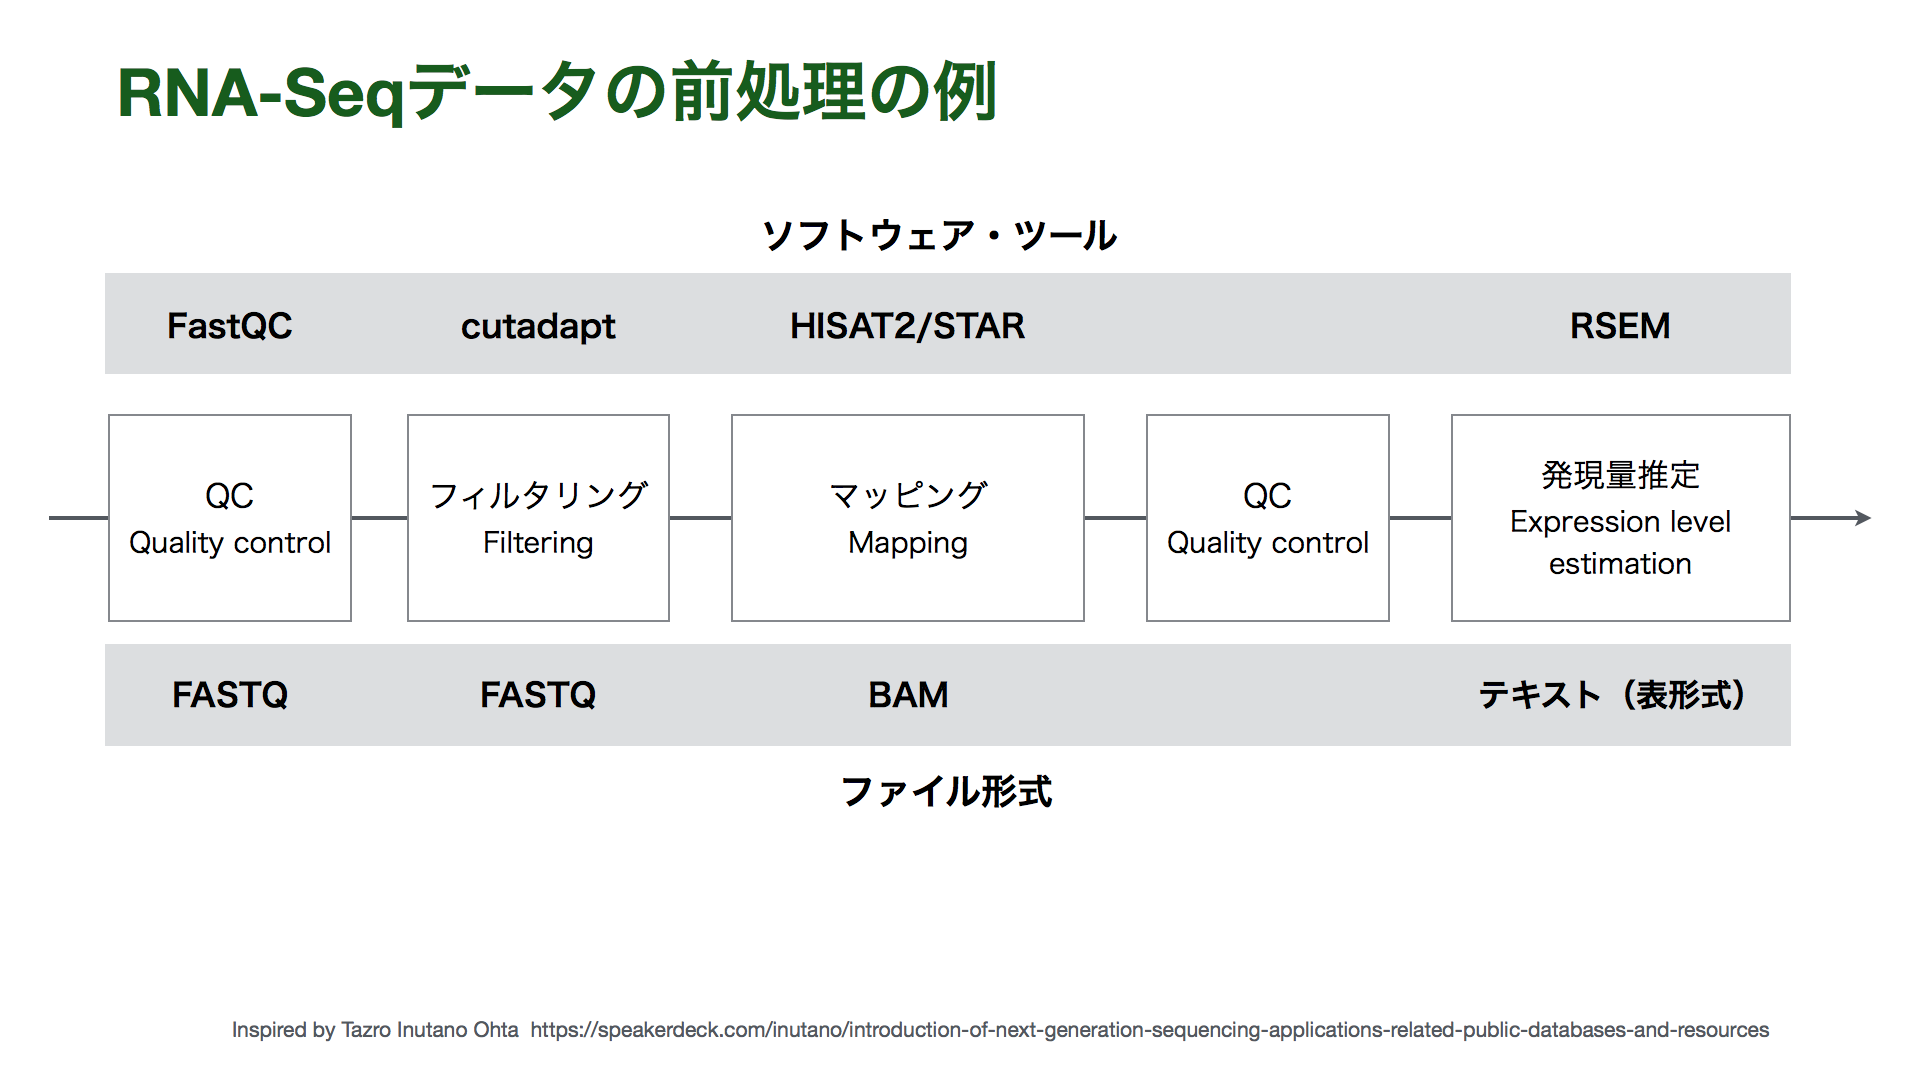 RNA-Seqデータの前処理の例
ソフトウェア・ツール
FastQC
cutadapt
HISAT2/STAR
RSEM
QC
Quality control
フィルタリング
Filtering
マッピング
Mapping
QC
Quality control
発現量推定
Expression level
estimation
FASTQ
FASTQ
BAM
テキスト（表形式）
ファイル形式
Inspired by Tazro Inutano Ohta https://speakerdeck.com/inutano/introduction-of-next-generation-sequencing-applications-related-public-databases-and-resources